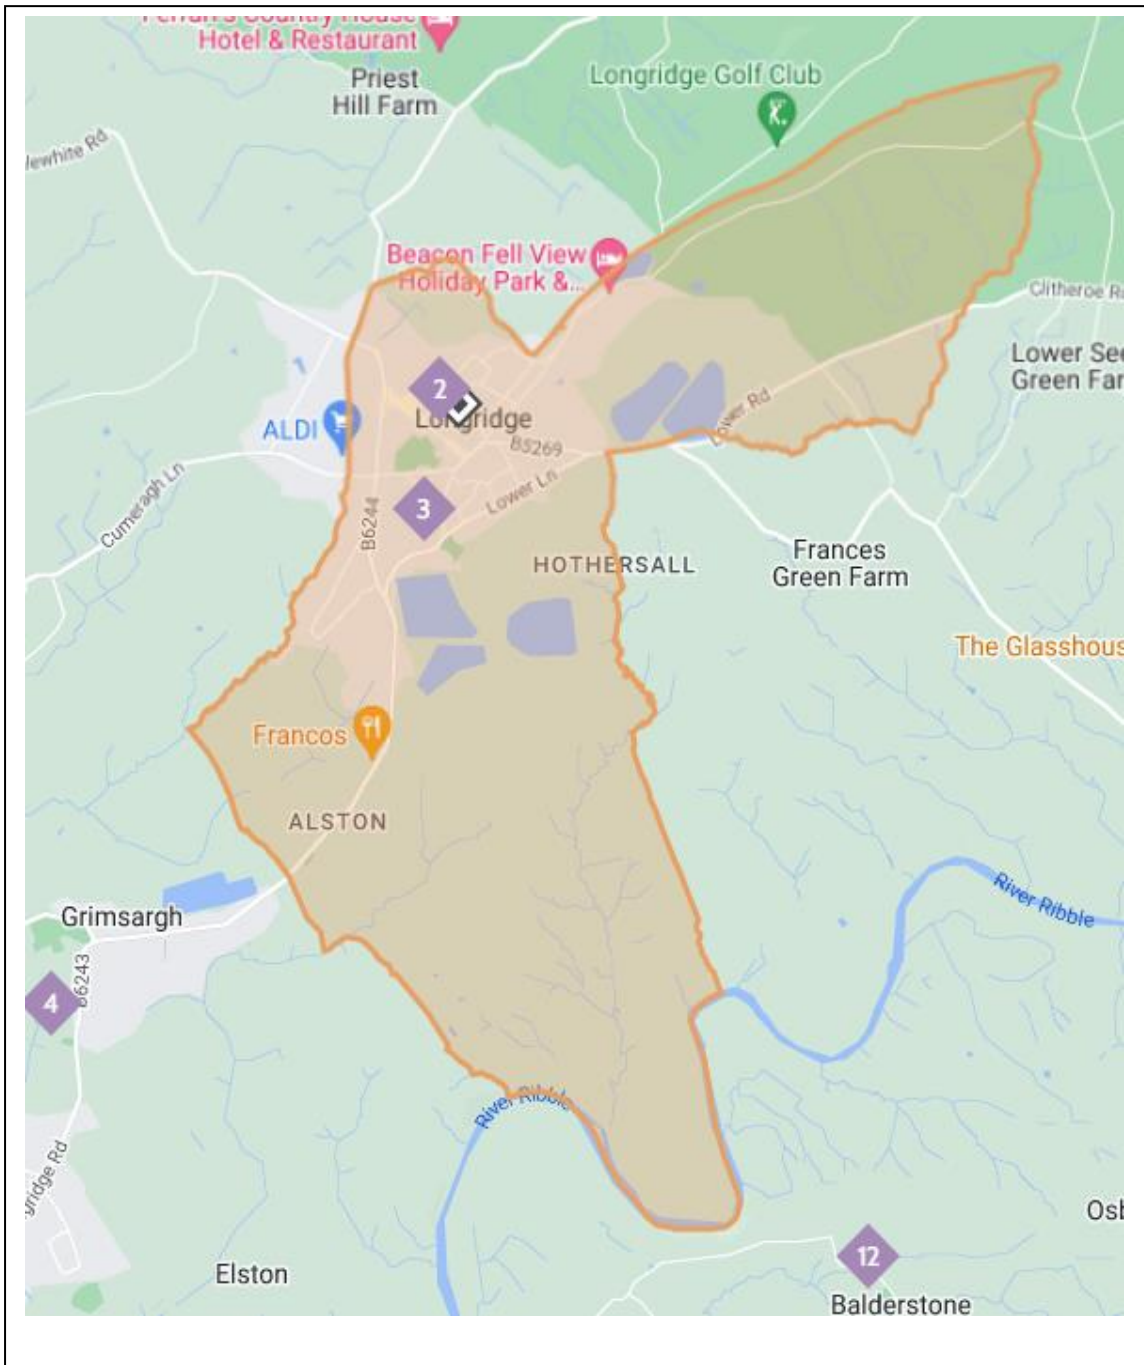 Hotel & Restaurant
Priest
Hill Farm
Longridge Golf Club
Beacon Fell View
Holiday Park &...
Clitheroe
Lower
Green
2
Longridge
ALDI
B5269
Lower Rd
Cumeragh Ln
3
Lower Ln
B6244
HOTHERSALL
Frances
Green Farm
The Glasshous
Francos
ALSTON
River Ribble
Grimsargh
B6243
4
River Ribble
12
Elston
Balderstone